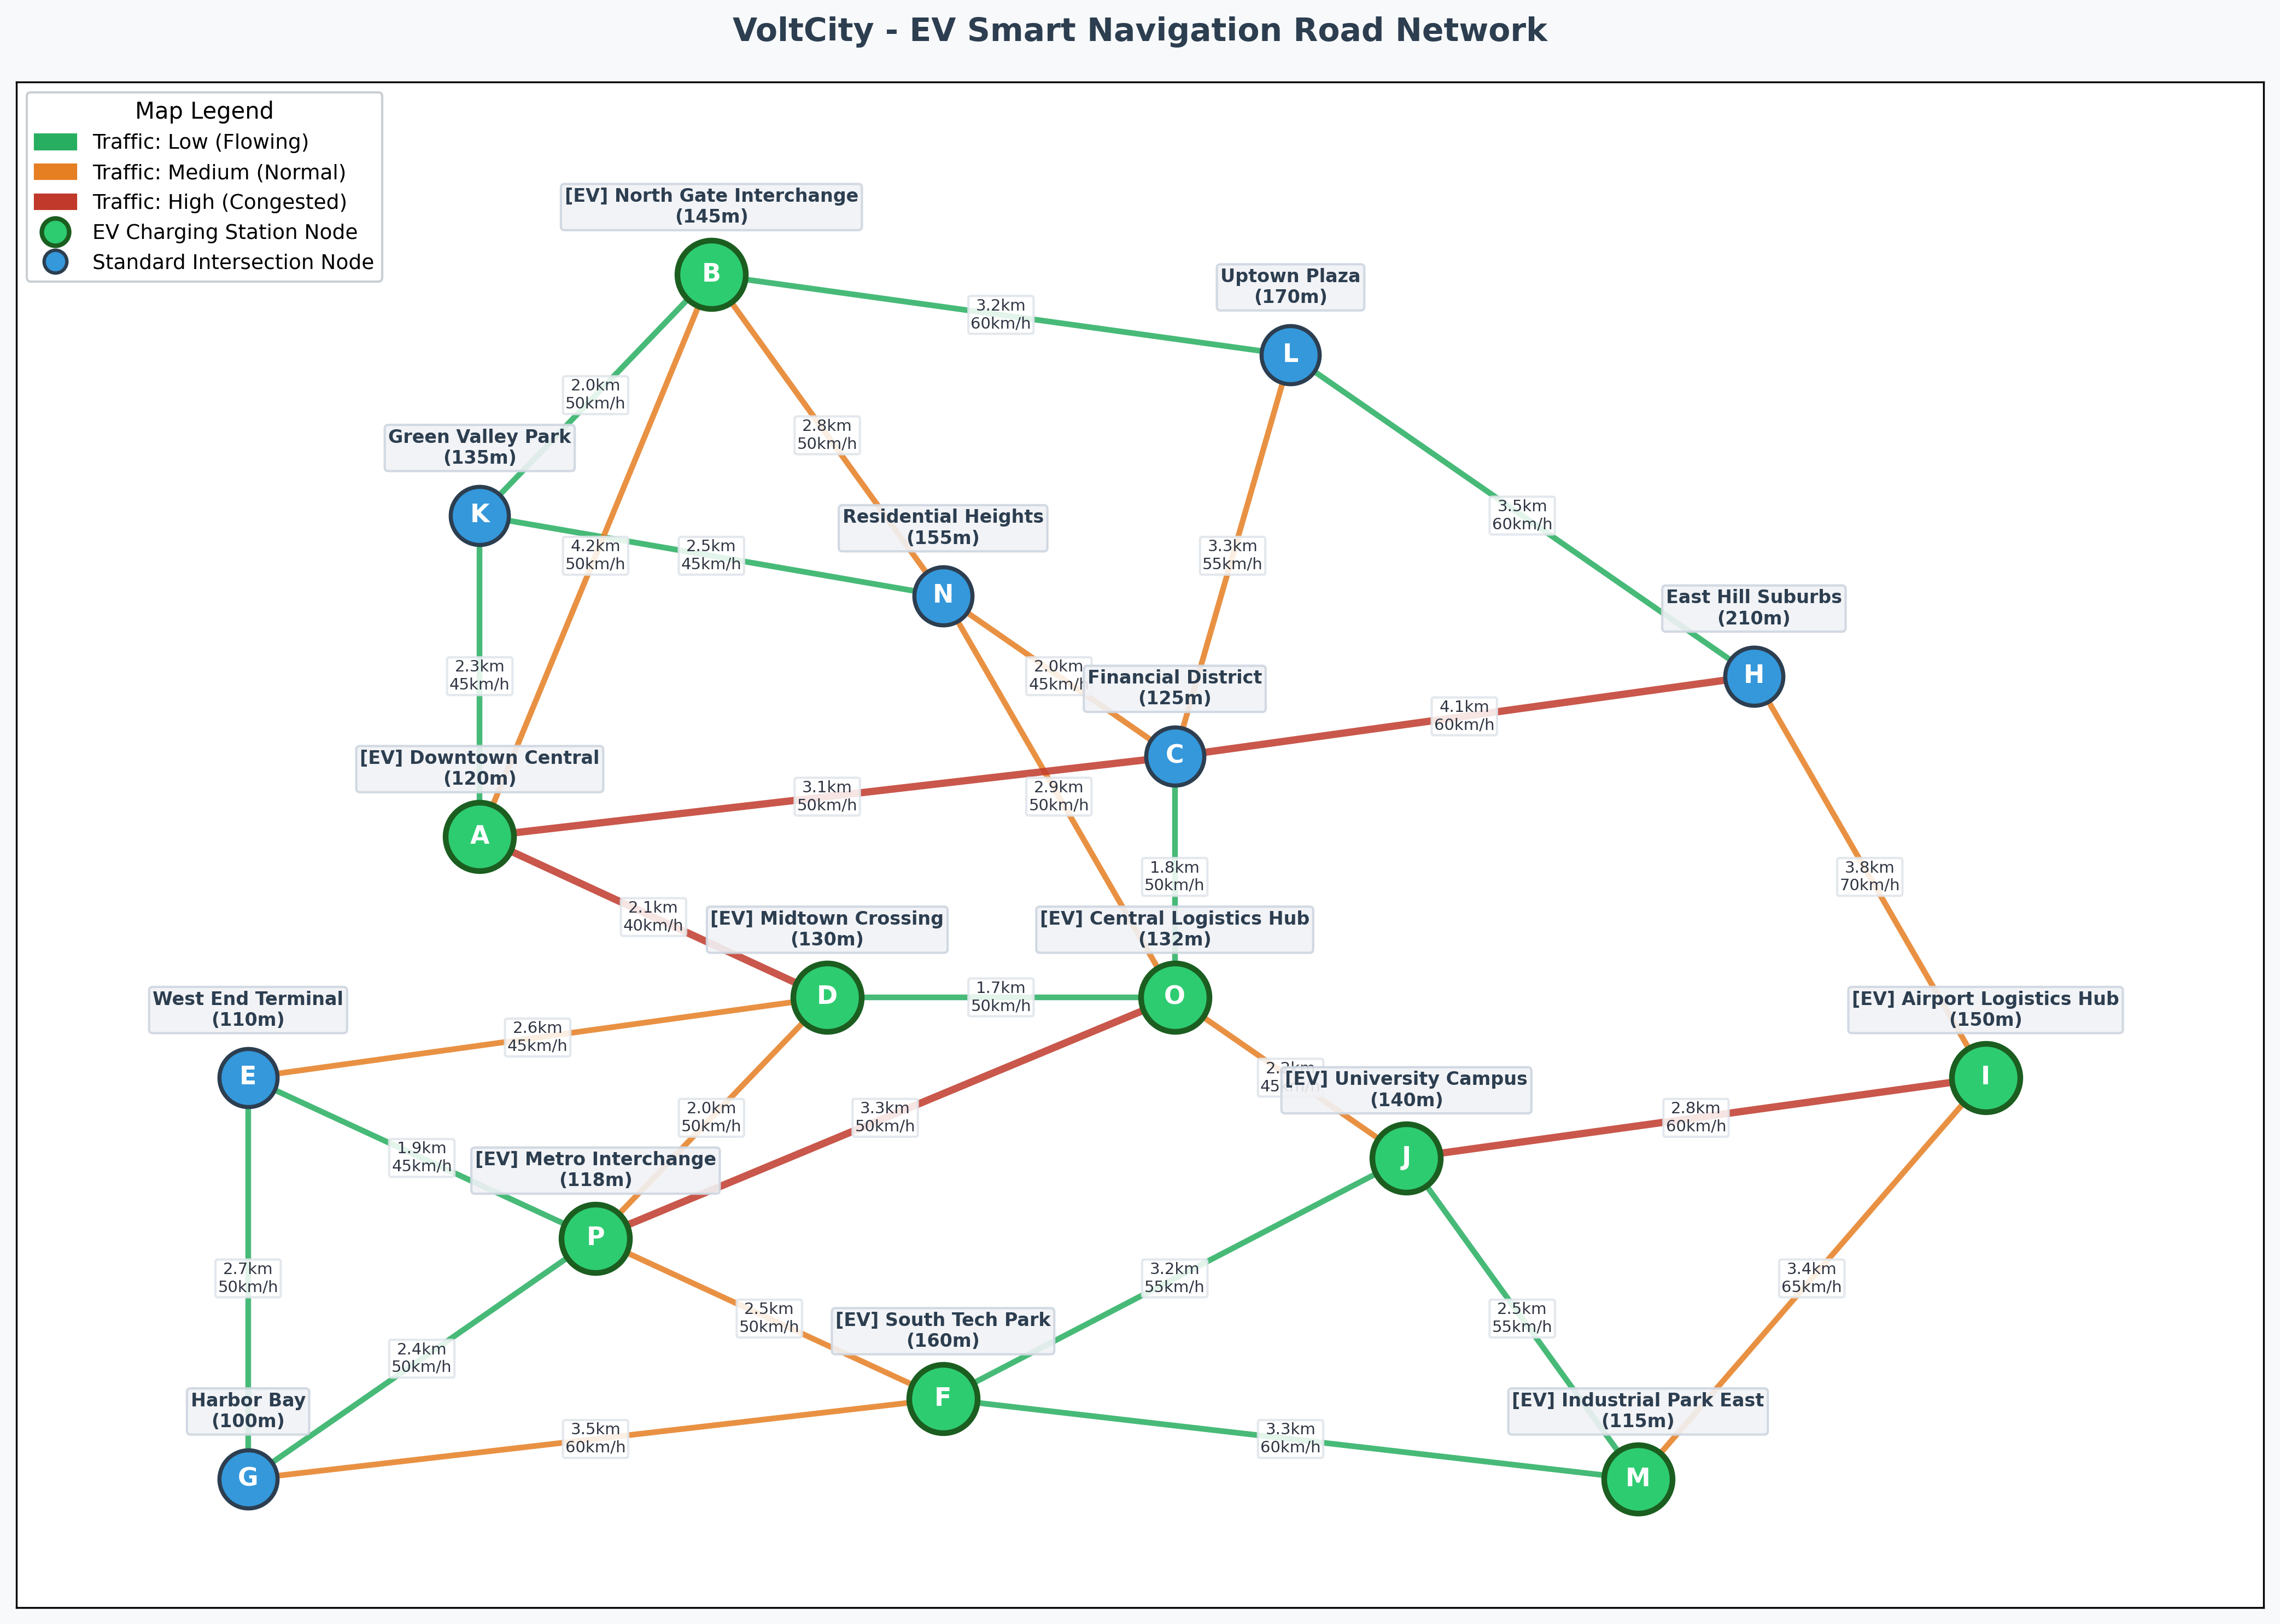 VoltCity - EV Smart Navigation Road Network
Map Legend
Traffic: Low (Flowing)
Traffic: Medium (Normal)
Traffic: High (Congested)
EV Charging Station Node
Standard Intersection Node
[EV] North Gate Interchange
(145m)
B
Uptown Plaza
(170m)
L
3.2km
60km/h
2.0km
50km/h
2.8km
50km/h
Green Valley Park
(135m)
K
4.2km
50km/h
2.5km
45km/h
Residential Heights
(155m)
N
3.3km
55km/h
3.5km
60km/h
East Hill Suburbs
(210m)
H
2.3km
45km/h
2.0km
45km/h
Financial District
(125m)
C
4.1km
60km/h
[EV] Downtown Central
(120m)
A
3.1km
50km/h
2.9km
50km/h
1.8km
50km/h
3.8km
70km/h
2.1km
40km/h
[EV] Midtown Crossing
(130m)
D
[EV] Central Logistics Hub
(132m)
O
1.7km
50km/h
West End Terminal
(110m)
E
2.6km
45km/h
[EV] Airport Logistics Hub
(150m)
I
[EV] University Campus
(140m)
J
2.0km
50km/h
3.3km
50km/h
2.8km
60km/h
1.9km
45km/h
[EV] Metro Interchange
(118m)
P
2.7km
50km/h
3.2km
55km/h
3.4km
65km/h
2.5km
50km/h
2.5km
55km/h
2.4km
50km/h
[EV] South Tech Park
(160m)
F
Harbor Bay
(100m)
G
3.5km
60km/h
3.3km
60km/h
[EV] Industrial Park East
(115m)
M